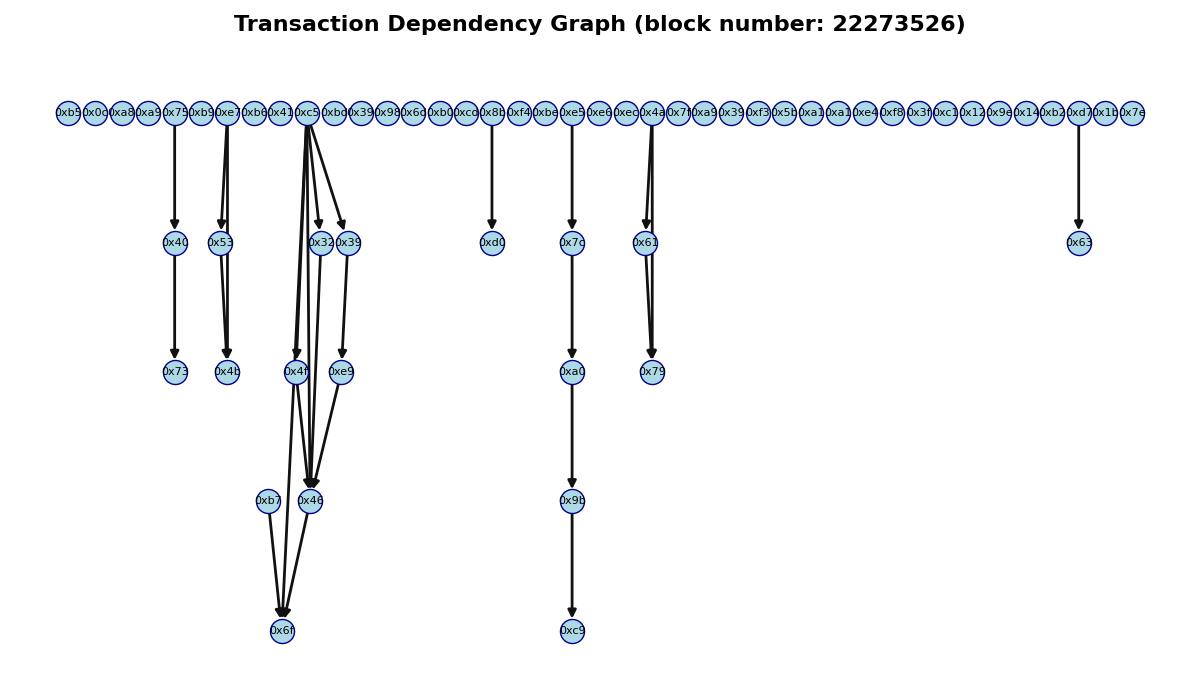 Transaction Dependency Graph (block number: 22273526)
0xb5 0x0c 0xa8 0xa9 0x75 0xb9 0xe7 0xb6 0x41 0xc5 0xbd 0x39 0x98 0x6c 0xb0 0xcd 0x8b 0xf4 0xbe 0xe5 0xe6 0xec 0x4a 0x7f 0xa9 0x39 0xf3 0x5b 0xa1 0xa1 0xe4 0xf8 0x3f 0xc1 0x12 0x9e 0x14 0xb2 0xd7 0x1b 0x7e
0x40 0x53 0x32 0x39 0xd0 0x7c 0x61 0x63
0x73 0x4b 0x4f 0xe9 0xa0 0x79
0xb7 0x46 0x9b
0x6f 0xc9